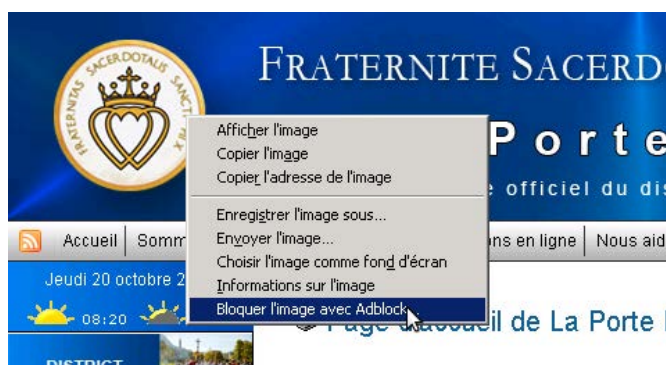 FRATERNITAS SACERDOTALIS SANCTI PII X
FRATERNITE SACERD
Porte
officiel du dis
Afficher l'image
Copier l'image
Copier l'adresse de l'image
Enregistrer l'image sous...
Envoyer l'image...
Choisir l'image comme fond d'écran
Informations sur l'image
Bloquer l'image avec Adblock
Accueil Somm
ns en ligne Nous aid
Jeudi 20 octobre 2
08:20
Page d'accueil de La Porte
DISTRICT